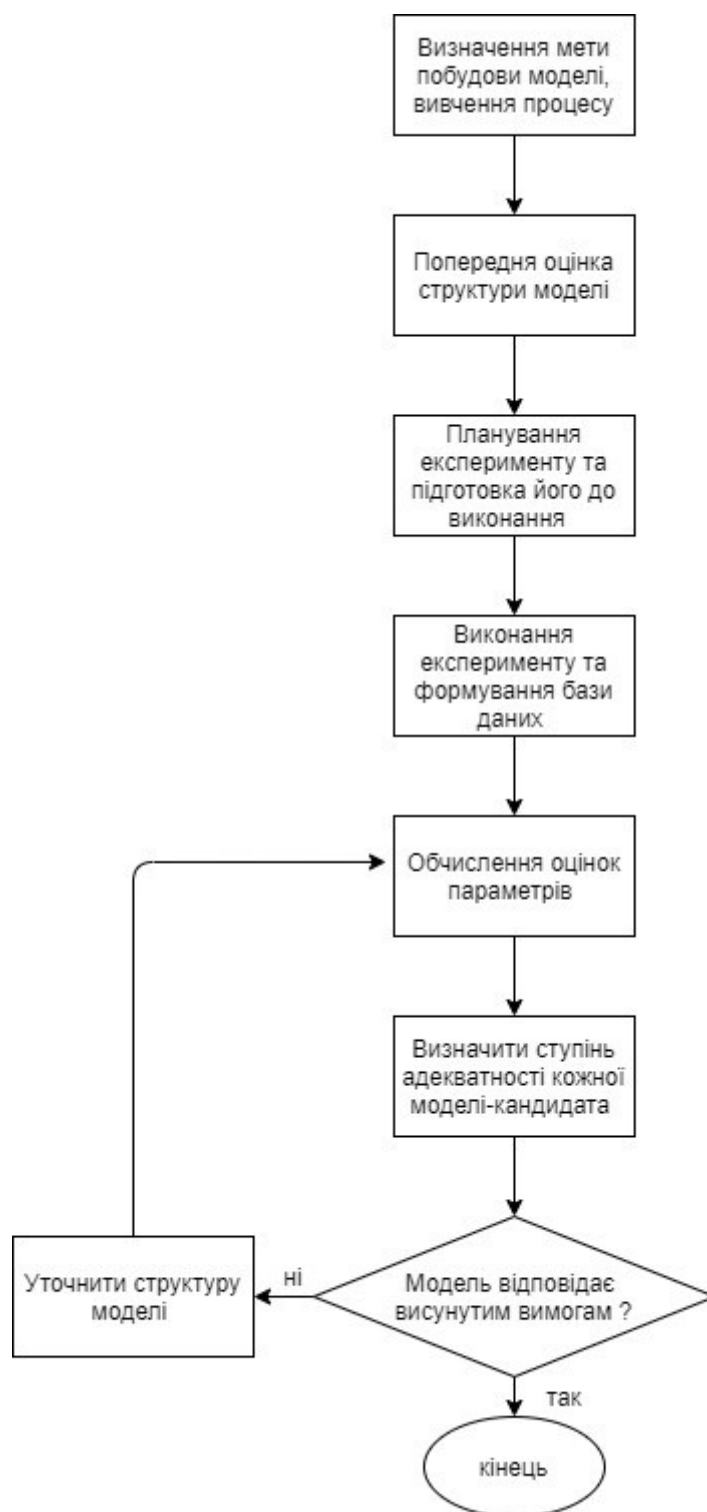 Визначення мети
побудови моделі,
вивчення процесу
Попередня оцінка
структури моделі
Планування
експерименту та
підготовка його до
виконання
Виконання
експерименту та
формування бази
даних
Обчислення оцінок
параметрів
Визначити ступінь
адекватності кожної
моделі-кандидата
Модель відповідає
висунутим вимогам ?
ні
Уточнити структуру
моделі
так
кінець